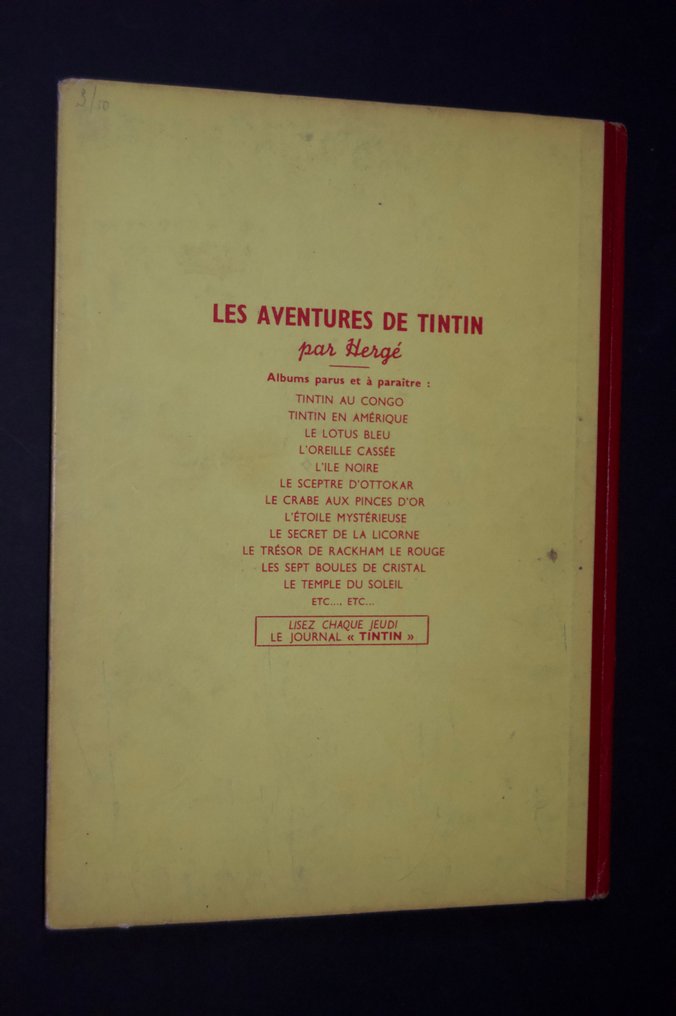 3/10
LES AVENTURES DE TINTIN
par Hergé
Albums parus et à paraître :
TINTIN AU CONGO
TINTIN EN AMÉRIQUE
LE LOTUS BLEU
L'OREILLE CASSÉE
L'ILE NOIRE
LE SCEPTRE D'OTTOKAR
LE CRABE AUX PINCES D'OR
L'ÉTOILE MYSTÉRIEUSE
LE SECRET DE LA LICORNE
LE TRÉSOR DE RACKHAM LE ROUGE
LES SEPT BOULES DE CRISTAL
LE TEMPLE DU SOLEIL
ETC..., ETC...
LISEZ CHAQUE JEUDI
LE JOURNAL « TINTIN »